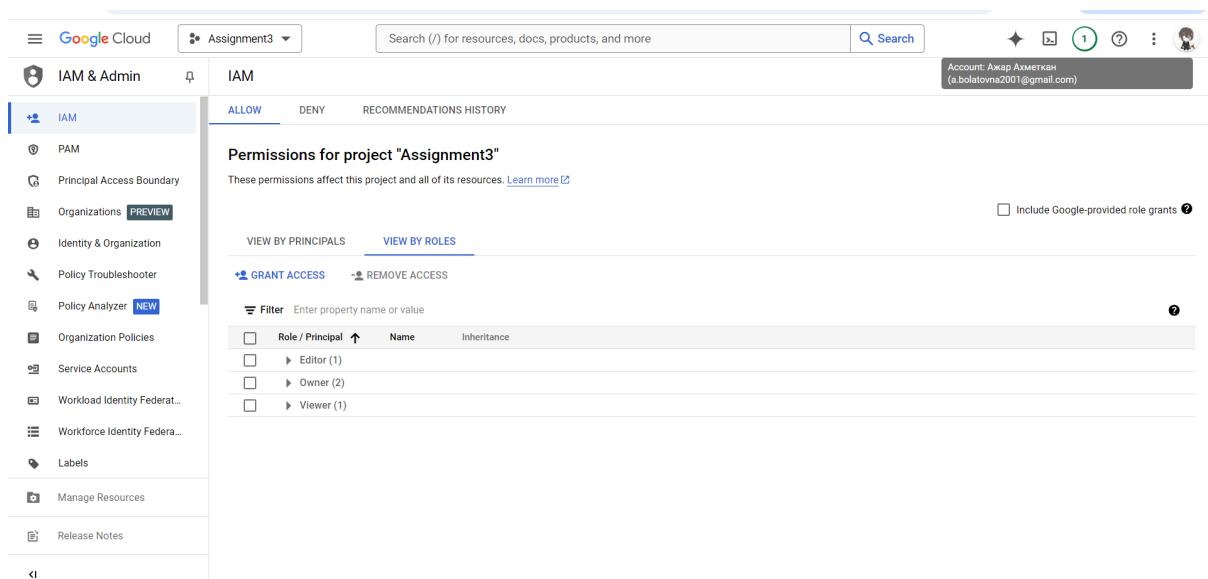 Google Cloud
Assignment3
Search (/) for resources, docs, products, and more
Search
1
Account: Ажар Ахметкан
(a.bolatovna2001@gmail.com)
IAM & Admin
IAM
PAM
Principal Access Boundary
Organizations PREVIEW
Identity & Organization
Policy Troubleshooter
Policy Analyzer NEW
Organization Policies
Service Accounts
Workload Identity Federat...
Workforce Identity Federa...
Labels
Manage Resources
Release Notes
IAM
ALLOW DENY RECOMMENDATIONS HISTORY
Permissions for project "Assignment3"
These permissions affect this project and all of its resources. Learn more
Include Google-provided role grants
VIEW BY PRINCIPALS VIEW BY ROLES
GRANT ACCESS REMOVE ACCESS
Filter Enter property name or value
Role / Principal Name Inheritance
Editor (1)
Owner (2)
Viewer (1)